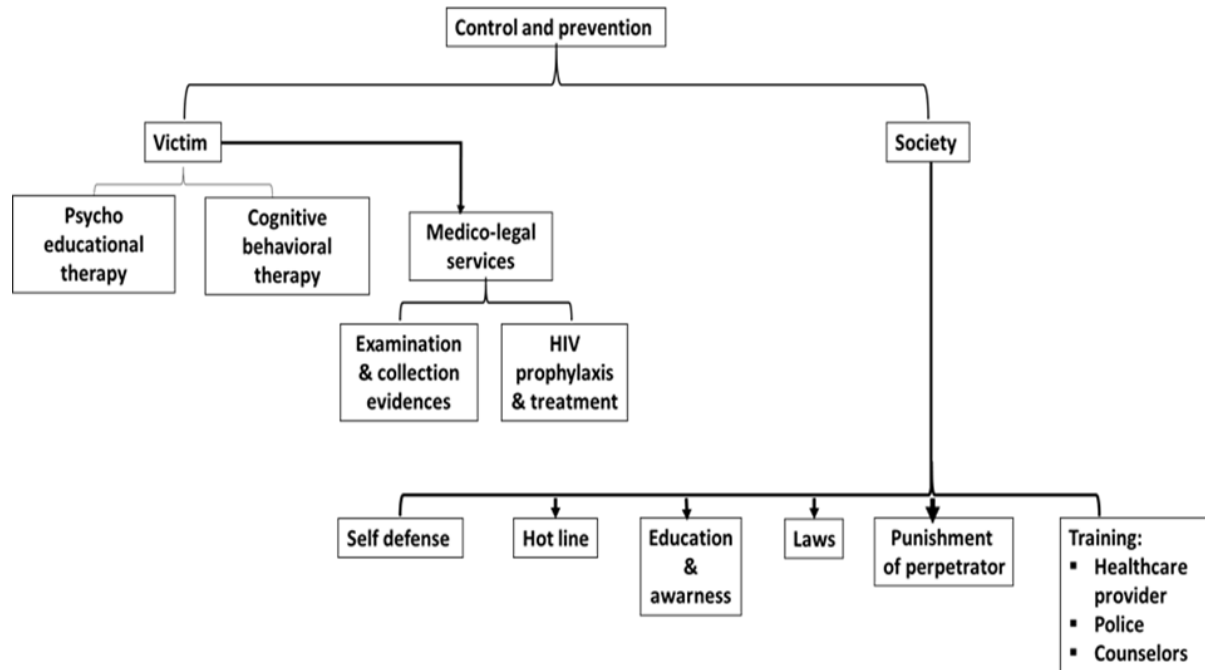 Control and prevention
Victim
Society
Psycho
educational
therapy
Cognitive
behavioral
therapy
Medico-legal
services
Examination
& collection
evidences
HIV
prophylaxis
& treatment
Self defense
Hot line
Education
&
awarness
Laws
Punishment
of perpetrator
Training:
▪ Healthcare
provider
▪ Police
▪ Counselors